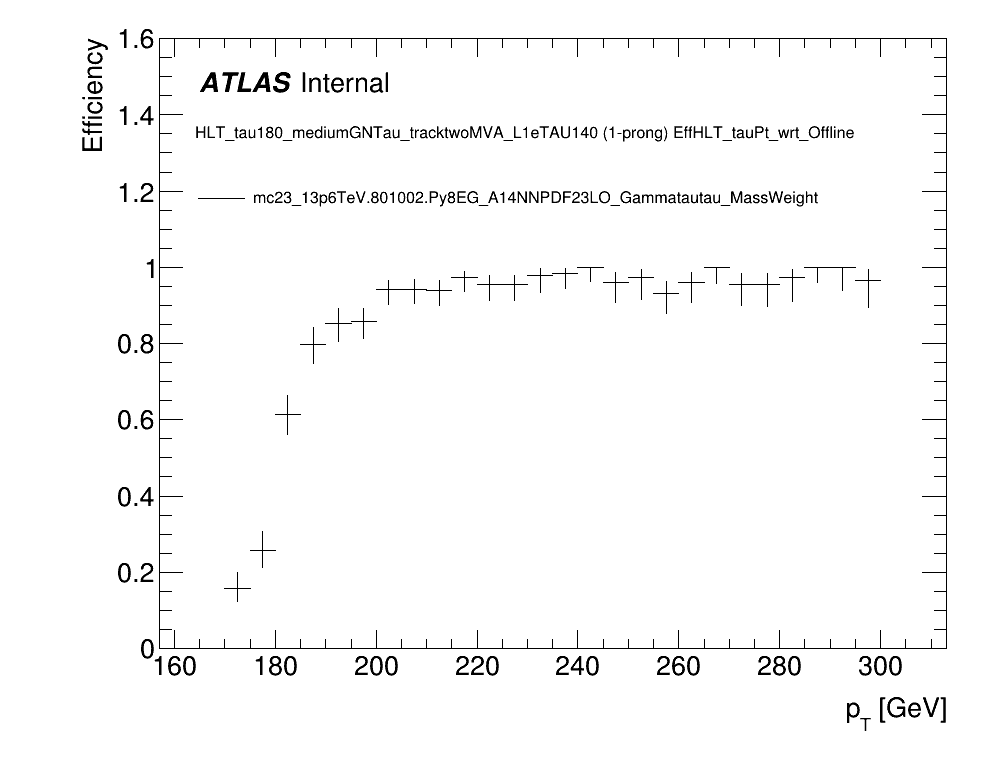 Efficiency
1.6
1.4
1.2
1
0.8
0.6
0.4
0.2
0
ATLAS Internal
HLT_tau180_mediumGNTau_tracktwoMVA_L1eTAU140 (1-prong) EffHLT_tauPt_wrt_Offline
mc23_13p6TeV.801002.Py8EG_A14NNPDF23LO_Gammatautau_MassWeight
160 180 200 220 240 260 280 300
p_T [GeV]